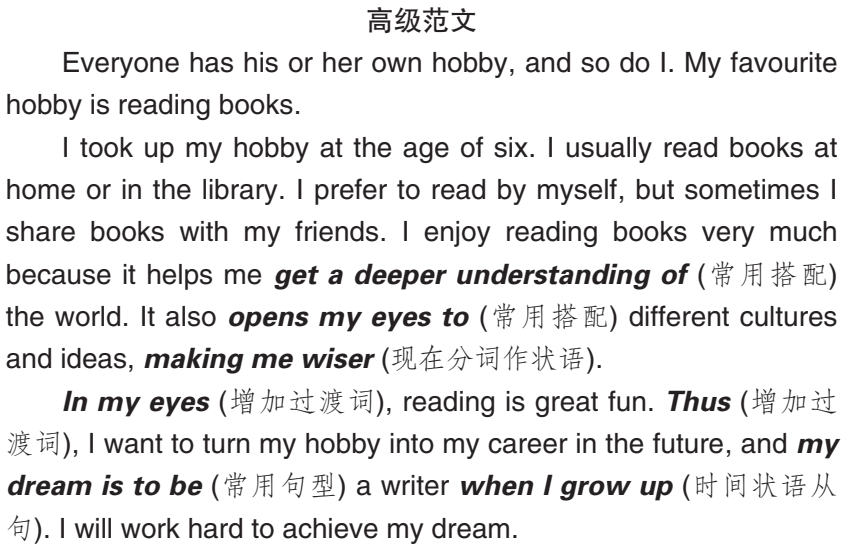 高级范文
Everyone has his or her own hobby, and so do I. My favourite
hobby is reading books.
I took up my hobby at the age of six. I usually read books at
home or in the library. I prefer to read by myself, but sometimes I
share books with my friends. I enjoy reading books very much
because it helps me get a deeper understanding of (常用搭配)
the world. It also opens my eyes to (常用搭配) different cultures
and ideas, making me wiser (现在分词作状语).
In my eyes (增加过渡词), reading is great fun. Thus (增加过
渡词), I want to turn my hobby into my career in the future, and my
dream is to be (常用句型) a writer when I grow up (时间状语从
句). I will work hard to achieve my dream.